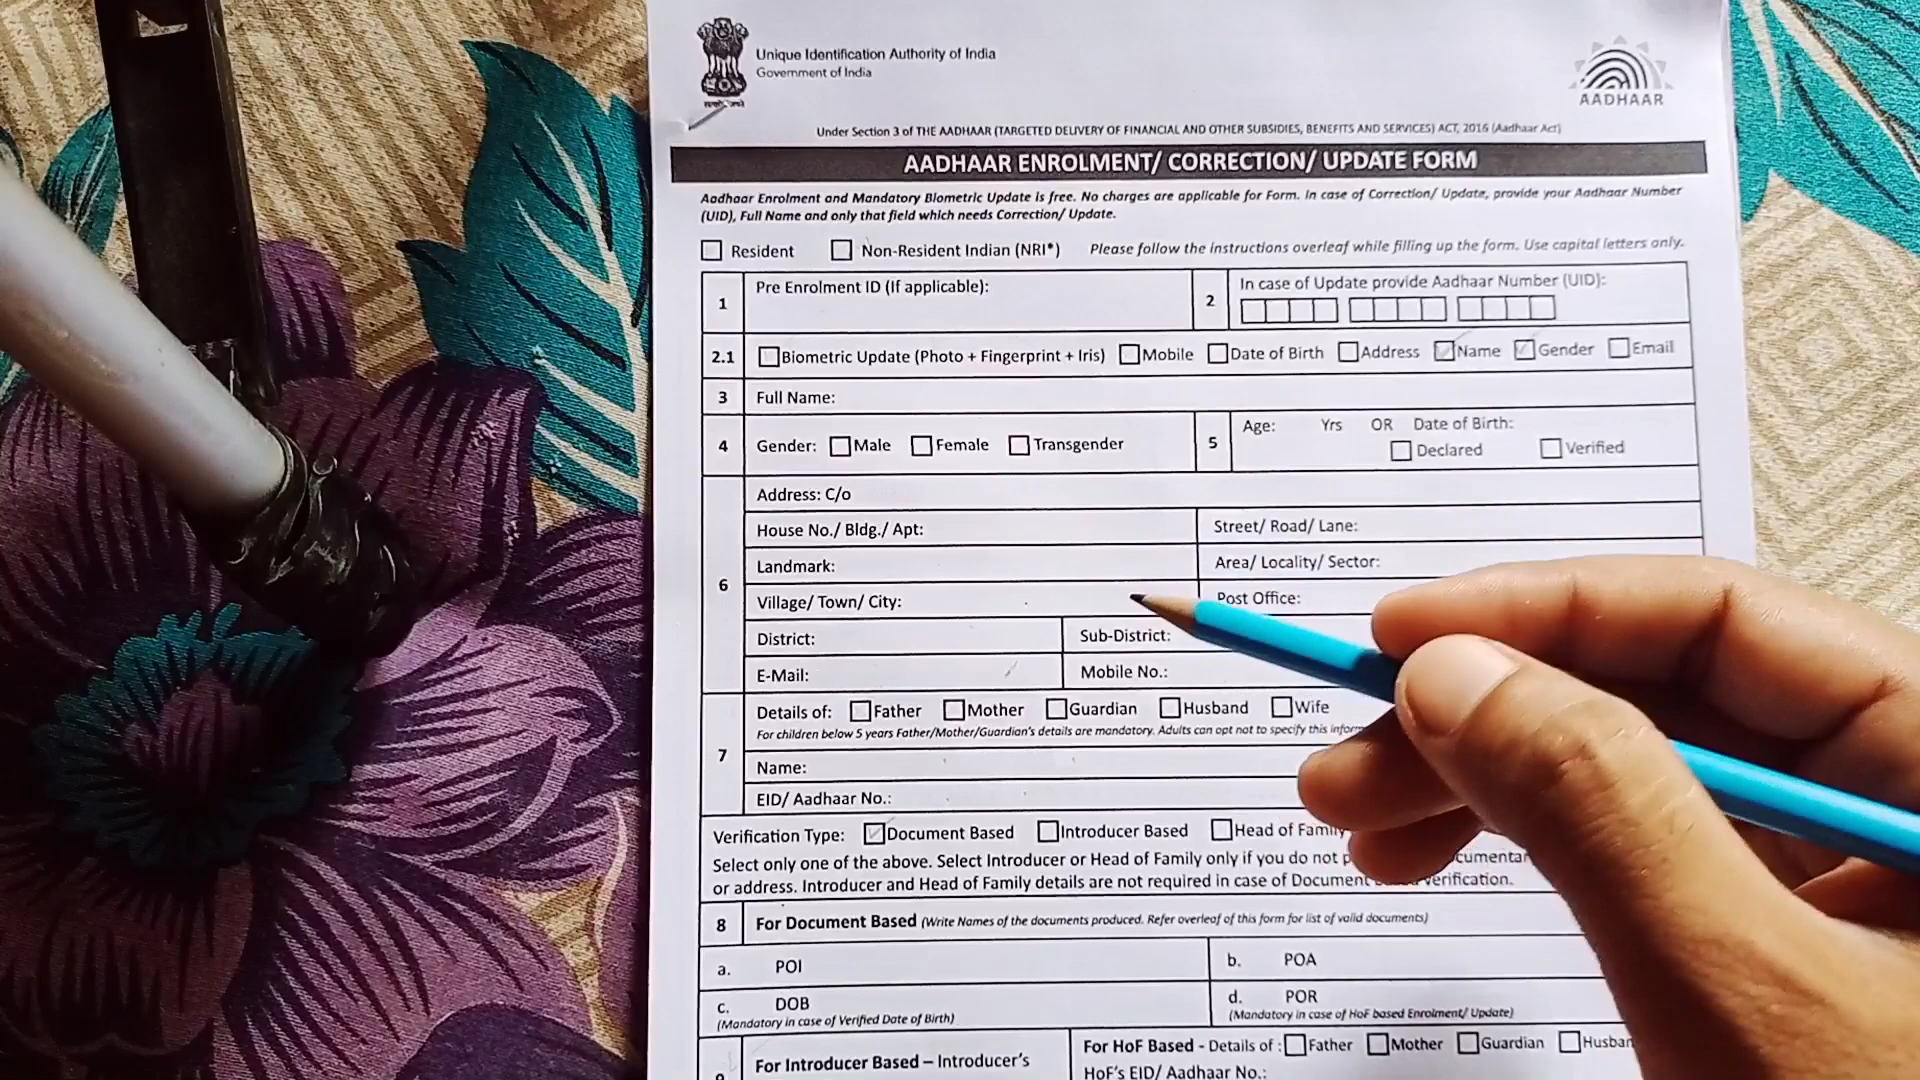 Unique Identification Authority of India
Government of India
सत्यमेव जयते
AADHAAR
Under Section 3 of THE AADHAAR (TARGETED DELIVERY OF FINANCIAL AND OTHER SUBSIDIES, BENEFITS AND SERVICES) ACT, 2016 (Aadhaar Act)
AADHAAR ENROLMENT/ CORRECTION/ UPDATE FORM
Aadhaar Enrolment and Mandatory Biometric Update is free. No charges are applicable for Form. In case of Correction/ Update, provide your Aadhaar Number
(UID), Full Name and only that field which needs Correction/ Update.
Resident Non-Resident Indian (NRI*) Please follow the instructions overleaf while filling up the form. Use capital letters only.
1 Pre Enrolment ID (If applicable): 2 In case of Update provide Aadhaar Number (UID):
2.1 Biometric Update (Photo + Fingerprint + Iris) Mobile Date of Birth Address Name Gender Email
3 Full Name:
4 Gender: Male Female Transgender 5 Age: Yrs OR Date of Birth:
Declared Verified
6 Address: C/o
House No./ Bldg./ Apt: Street/ Road/ Lane:
Landmark: Area/ Locality/ Sector:
Village/ Town/ City: Post Office:
District: Sub-District:
E-Mail: Mobile No.:
7 Details of: Father Mother Guardian Husband Wife
For children below 5 years Father/Mother/Guardian's details are mandatory. Adults can opt not to specify this
Name:
EID/ Aadhaar No.:
Verification Type: Document Based Introducer Based Head of Family
Select only one of the above. Select Introducer or Head of Family only if you do not
or address. Introducer and Head of Family details are not required in case of Document verification.
8 For Document Based (Write Names of the documents produced. Refer overleaf of this form for list of valid documents)
a. POI b. POA
c. DOB d. POR
(Mandatory in case of Verified Date of Birth) (Mandatory in case of HoF based Enrolment/ Update)
9 For Introducer Based – Introducer's For HoF Based - Details of : Father Mother Guardian
HoF's EID/ Aadhaar No.: